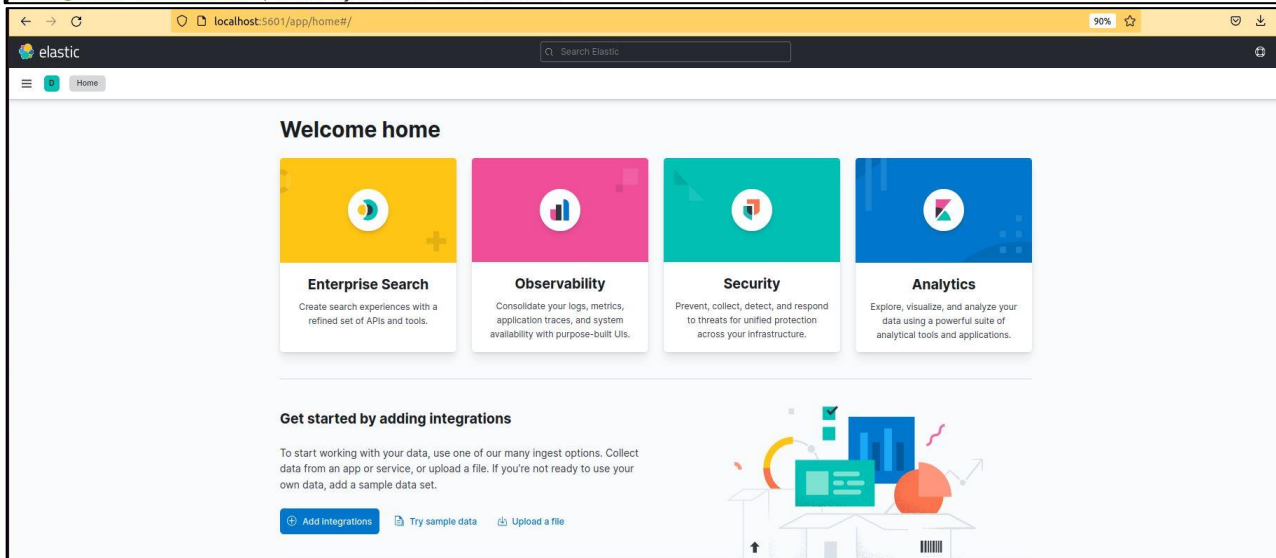 localhost:5601/app/home#/
90%
elastic
Search Elastic
D
Home
Welcome home
Enterprise Search
Create search experiences with a
refined set of APIs and tools.
Observability
Consolidate your logs, metrics,
application traces, and system
availability with purpose-built UIs.
Security
Prevent, collect, detect, and respond
to threats for unified protection
across your infrastructure.
Analytics
Explore, visualize, and analyze your
data using a powerful suite of
analytical tools and applications.
Get started by adding integrations
To start working with your data, use one of our many ingest options. Collect
data from an app or service, or upload a file. If you're not ready to use your
own data, add a sample data set.
Add integrations
Try sample data
Upload a file